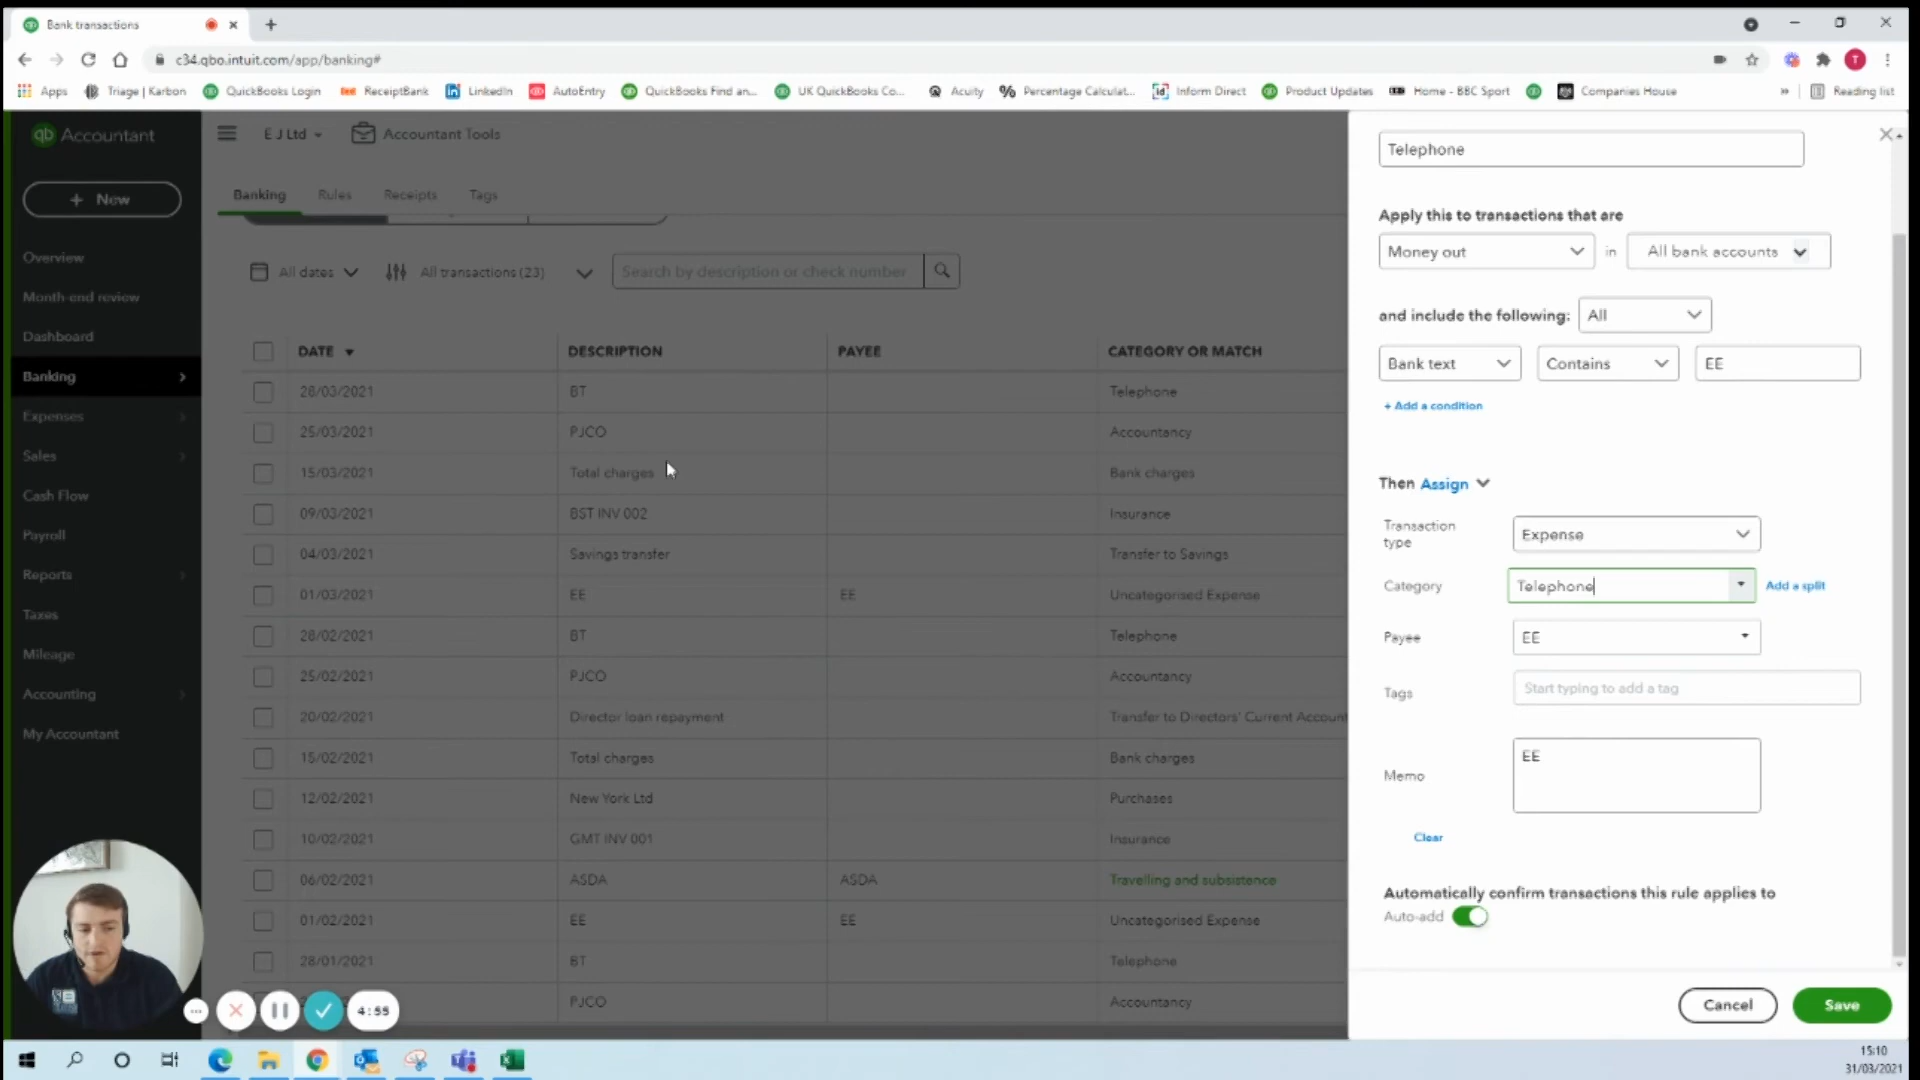 Bank transactions
c34.qbo.intuit.com/app/banking#
T
Apps
Triage | Karbon
QuickBooks Login
ReceiptBank
LinkedIn
AutoEntry
QuickBooks Find an...
UK QuickBooks Co...
Acuity
Percentage Calculat...
Inform Direct
Product Updates
Home - BBC Sport
Companies House
»
Reading list
qb Accountant
E J Ltd
Accountant Tools
+ New
Banking
Rules
Receipts
Tags
Overview
Month-end review
Dashboard
Banking
Expenses
Sales
Cash Flow
Payroll
Reports
Taxes
Mileage
Accounting
My Accountant
All dates
All transactions (23)
Search by description or check number
DATE DESCRIPTION PAYEE CATEGORY OR MATCH
28/03/2021 BT Telephone
25/03/2021 PJCO Accountancy
15/03/2021 Total charges Bank charges
09/03/2021 BST INV 002 Insurance
04/03/2021 Savings transfer Transfer to Savings
01/03/2021 EE EE Uncategorised Expense
28/02/2021 BT Telephone
25/02/2021 PJCO Accountancy
20/02/2021 Director loan repayment Transfer to Directors' Current Accoun
15/02/2021 Total charges Bank charges
12/02/2021 New York Ltd Purchases
10/02/2021 GMT INV 001 Insurance
06/02/2021 ASDA ASDA Travelling and subsistence
01/02/2021 EE EE Uncategorised Expense
28/01/2021 BT Telephone
PJCO Accountancy
Telephone
Apply this to transactions that are
Money out in All bank accounts
and include the following: All
Bank text Contains EE
+ Add a condition
Then Assign
Transaction type Expense
Category Telephone Add a split
Payee EE
Tags Start typing to add a tag
Memo EE
Clear
Automatically confirm transactions this rule applies to
Auto-add
Cancel Save
4:55
15:10
31/03/2021